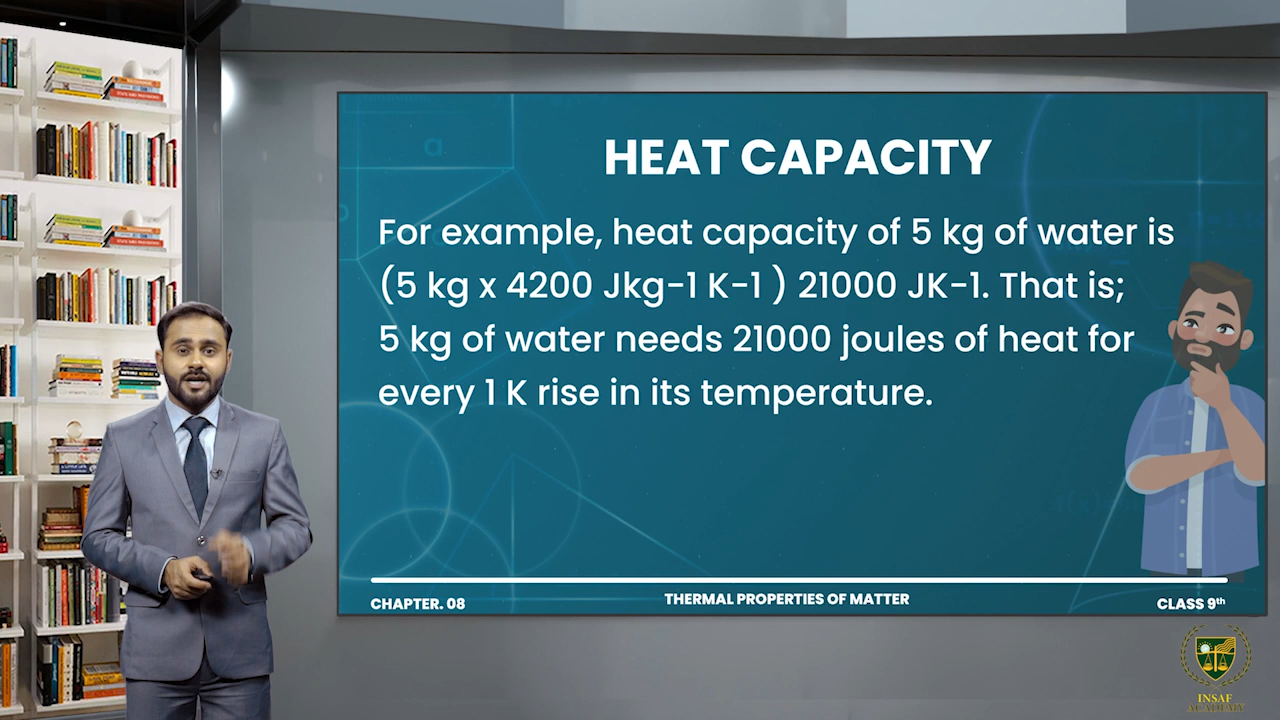 HEAT CAPACITY
For example, heat capacity of 5 kg of water is
(5 kg x 4200 Jkg-1 K-1 ) 21000 JK-1. That is;
5 kg of water needs 21000 joules of heat for
every 1 K rise in its temperature.
CHAPTER. 08
THERMAL PROPERTIES OF MATTER
CLASS 9th
INSAF
ACADEMY